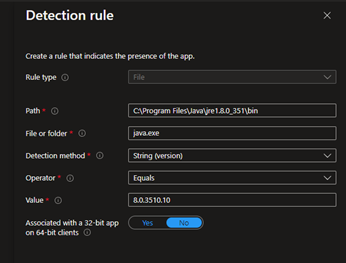 Detection rule
Create a rule that indicates the presence of the app.
Rule type
File
Path *
C:\Program Files\Java\jre1.8.0_351\bin
File or folder *
java.exe
Detection method *
String (version)
Operator *
Equals
Value *
8.0.3510.10
Associated with a 32-bit app
on 64-bit clients
Yes No